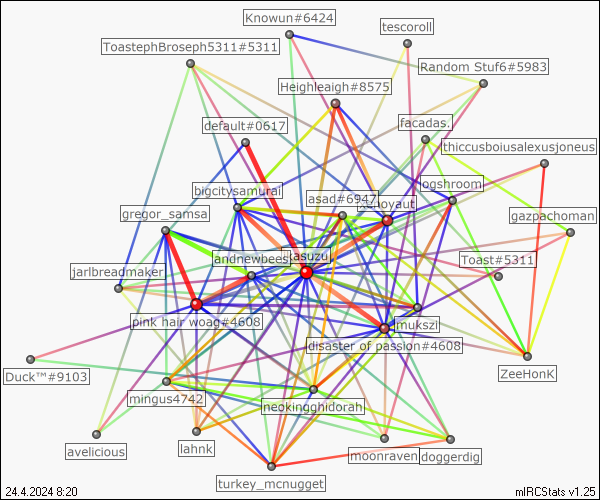 Knowun#6424
tescoroll
ToastephBroseph5311#5311
Random Stuf6#5983
Heighleaigh#8575
default#0617
facadas.
thiccusboiusalexusjoneus
bigcitysamurai
asad#6947
ogshroom
gregor_samsa
gazpachoman
andnewbees
kasuzu
Toast#5311
jarlbreadmaker
pink hair woag#4608
mukszi
disaster of passion#4608
Duck™#9103
ZeeHonK
mingus4742
neokingghidorah
avelicious
lahnk
moonraven
doggerdig
turkey_mcnugget
24.4.2024 8:20
mIRCStats v1.25